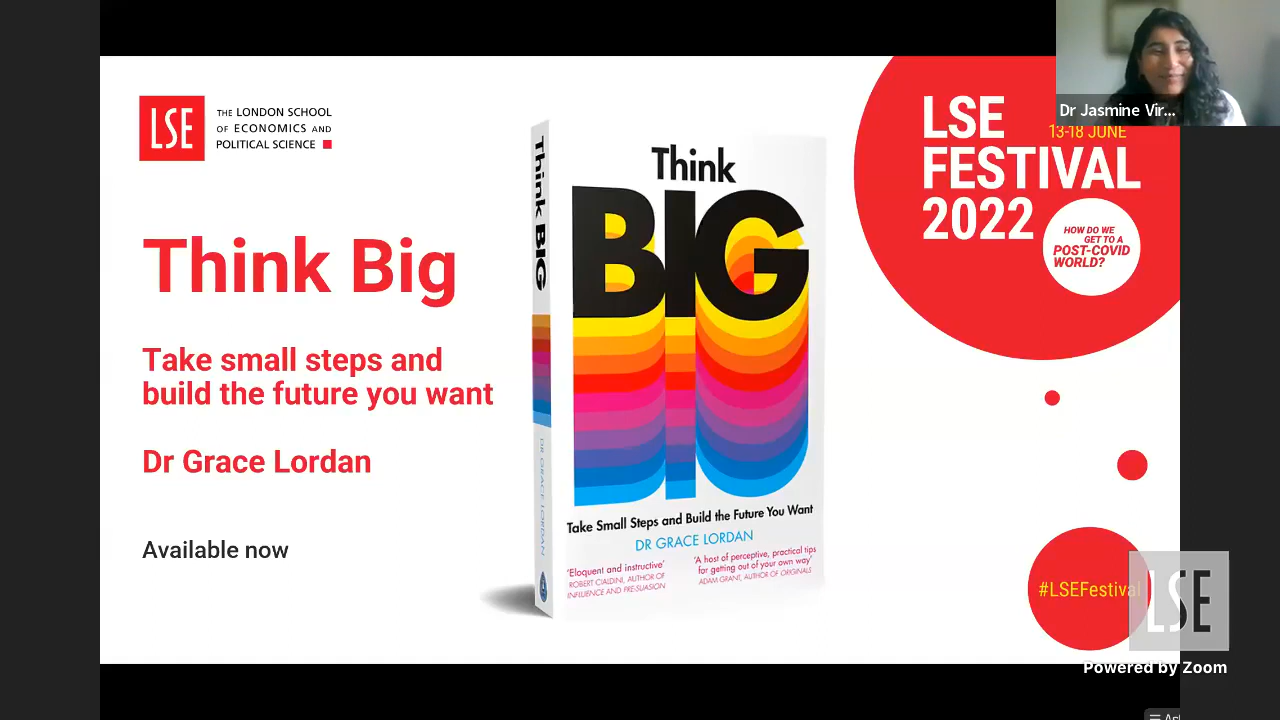 LSE
THE LONDON SCHOOL
OF ECONOMICS AND
POLITICAL SCIENCE
Think Big
Take small steps and
build the future you want
Dr Grace Lordan
Available now
Think BIG
DR GRACE LORDAN
Think
BIG
Take Small Steps and Build the Future You Want
DR GRACE LORDAN
'Eloquent and instructive'
ROBERT CIALDINI, AUTHOR OF
INFLUENCE AND PRE-SUASION
'A host of perceptive, practical tips
for getting out of your own way'
ADAM GRANT, AUTHOR OF ORIGINALS
Dr Jasmine Vir...
LSE
13-18 JUNE
FESTIVAL
2022
HOW DO WE
GET TO A
POST-COVID
WORLD?
#LSEFestival
LSE
Powered by Zoom